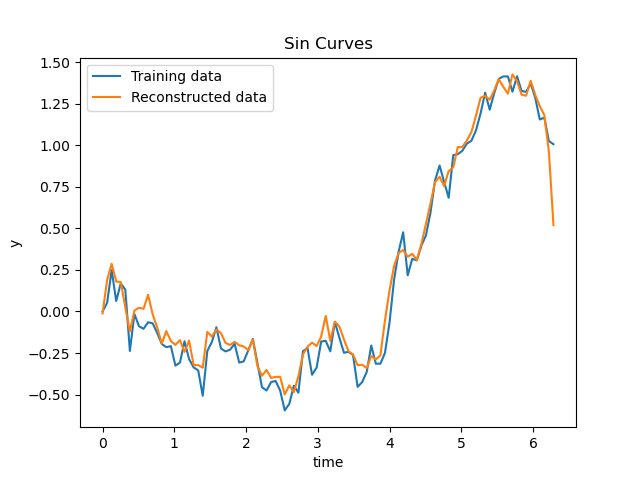 Sin Curves
Training data
Reconstructed data
1.50
1.25
1.00
0.75
0.50
0.25
0.00
−0.25
−0.50
y
0 1 2 3 4 5 6
time